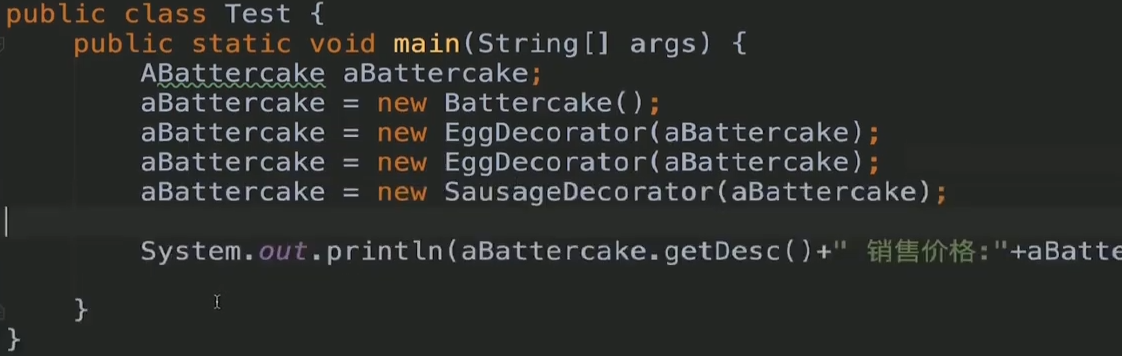 public class Test {
public static void main(String[] args) {
ABattercake aBattercake;
aBattercake = new Battercake();
aBattercake = new EggDecorator(aBattercake);
aBattercake = new EggDecorator(aBattercake);
aBattercake = new SausageDecorator(aBattercake);
System.out.println(aBattercake.getDesc()+" 销售价格:"+aBatte
}
}